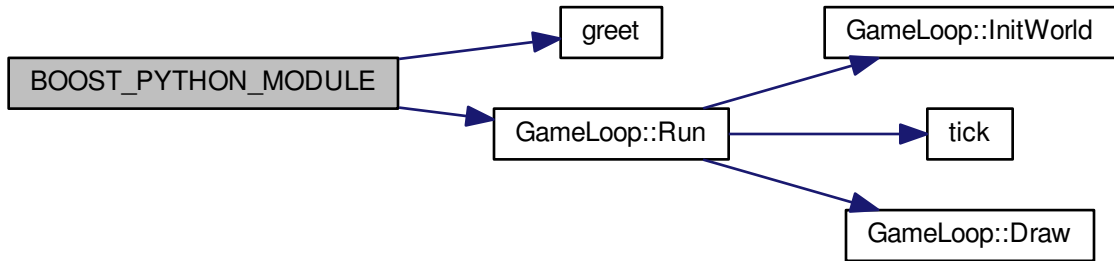 greet
GameLoop::InitWorld
BOOST_PYTHON_MODULE
GameLoop::Run
tick
GameLoop::Draw